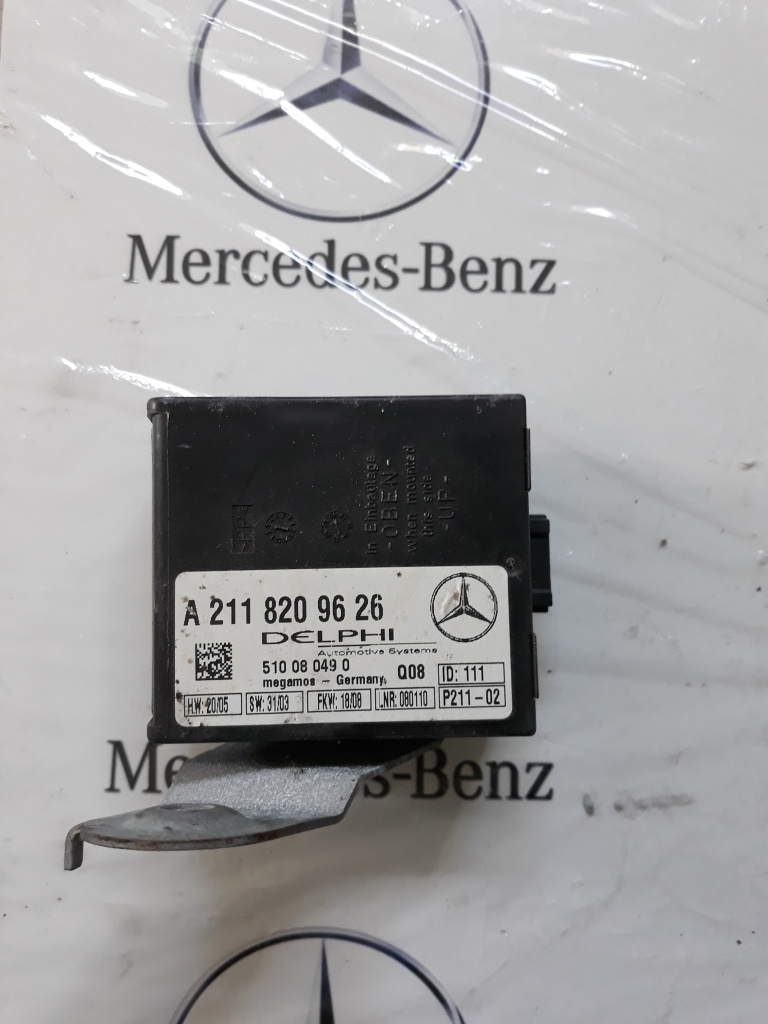 Mercedes-Benz
in Einbaulage
-OBEN-
when mounted
this side
-UP-
A 211 820 96 26
DELPHI
Automotive Systems
510 08 049 0
Q08
ID: 111
megamos - Germany
H.W: 20/05
SW: 31/03
FKW: 18/08
LNR: 080110
P211-02
Me s-Benz